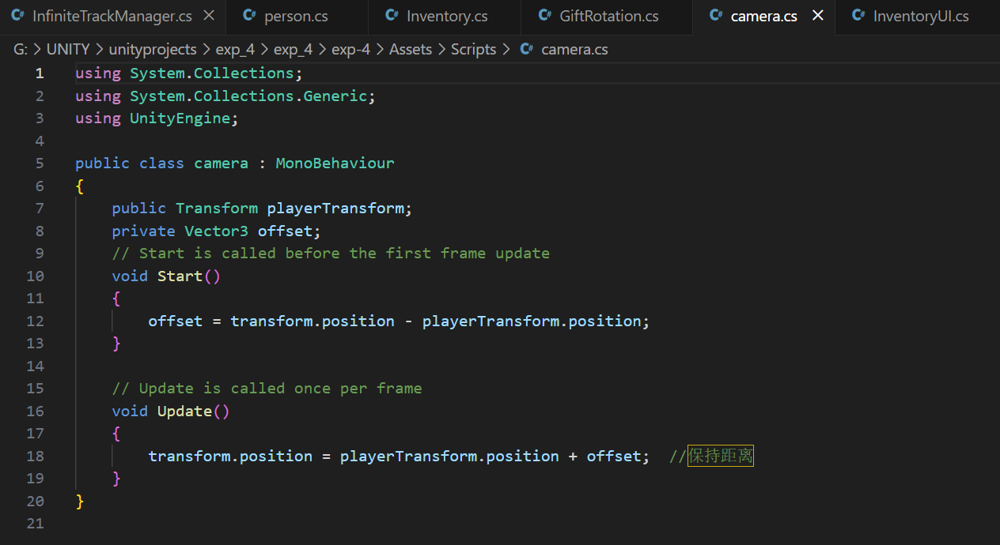 InfiniteTrackManager.cs person.cs Inventory.cs GiftRotation.cs camera.cs InventoryUI.cs
G: > UNITY > unityprojects > exp_4 > exp_4 > exp-4 > Assets > Scripts > camera.cs
1 using System.Collections;
2 using System.Collections.Generic;
3 using UnityEngine;
4
5 public class camera : MonoBehaviour
6 {
7 public Transform playerTransform;
8 private Vector3 offset;
9 // Start is called before the first frame update
10 void Start()
11 {
12 offset = transform.position - playerTransform.position;
13 }
14
15 // Update is called once per frame
16 void Update()
17 {
18 transform.position = playerTransform.position + offset; //保持距离
19 }
20 }
21